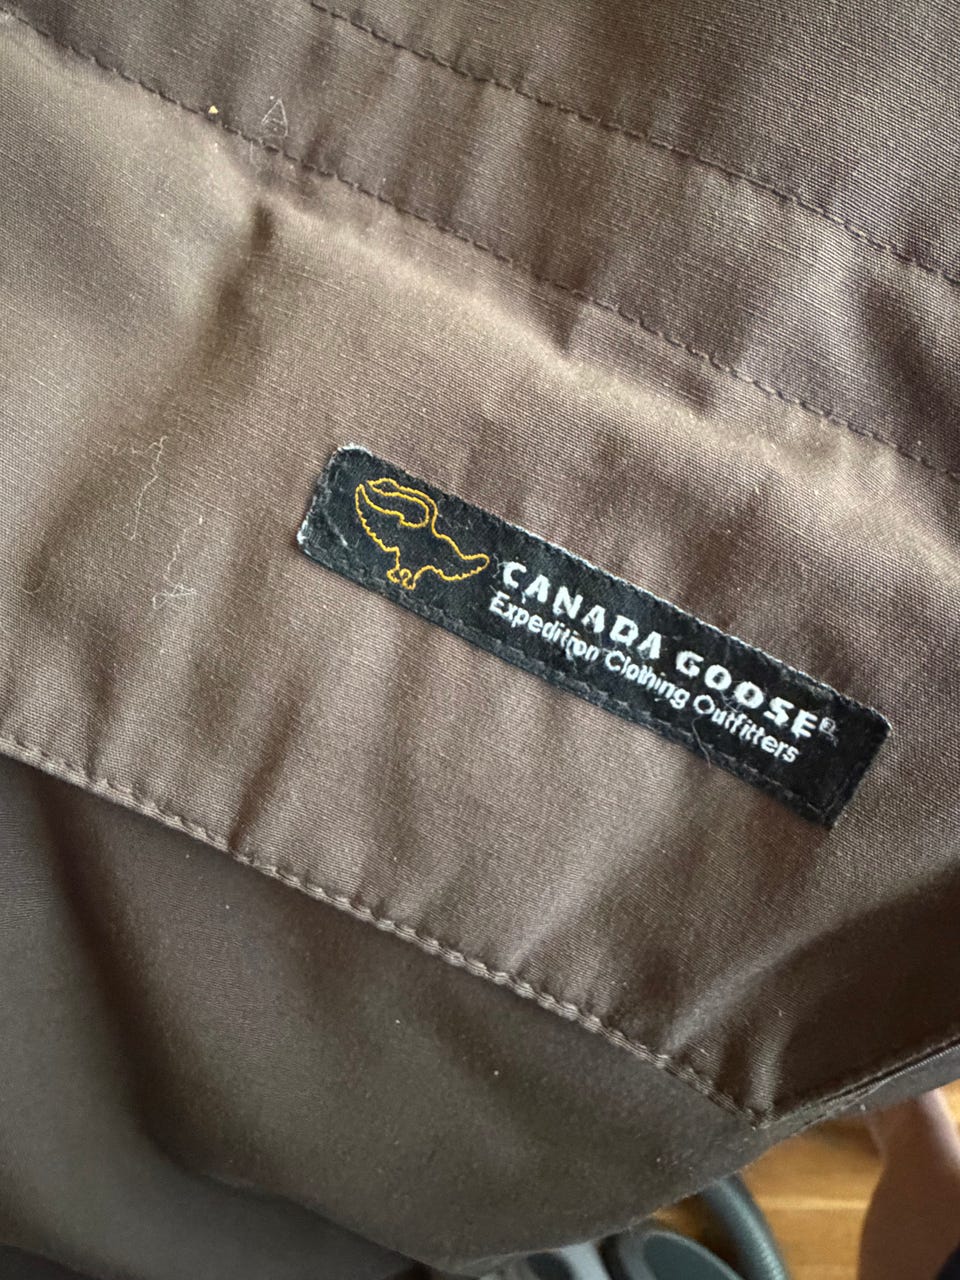 CANADA GOOSE®
Expedition Clothing Outfitters